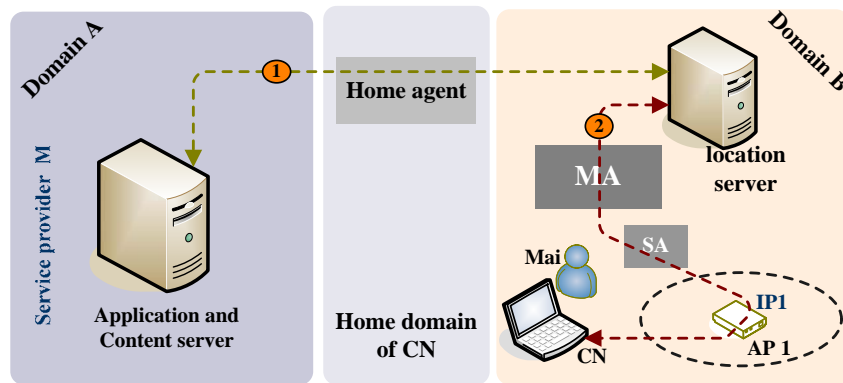 Domain A
Service provider M
Application and
Content server
1
Home agent
Home domain
of CN
Domain B
2
location
server
MA
SA
Mai
IP1
AP 1
CN